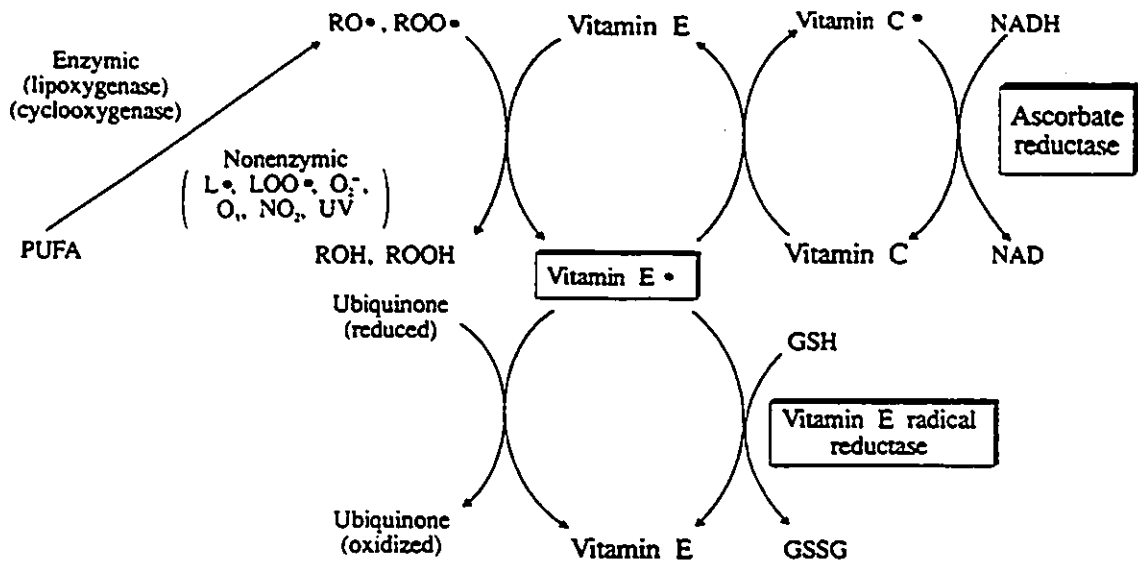 RO•, ROO•
Vitamin E
Vitamin C •
NADH
Enzymic
(lipoxygenase)
(cyclooxygenase)
Ascorbate
reductase
Nonenzymic
L•, LOO•, O₂⁻,
O₁, NO₂, UV
PUFA
ROH, ROOH
Vitamin E •
Vitamin C
NAD
Ubiquinone
(reduced)
GSH
Vitamin E radical
reductase
Ubiquinone
(oxidized)
Vitamin E
GSSG